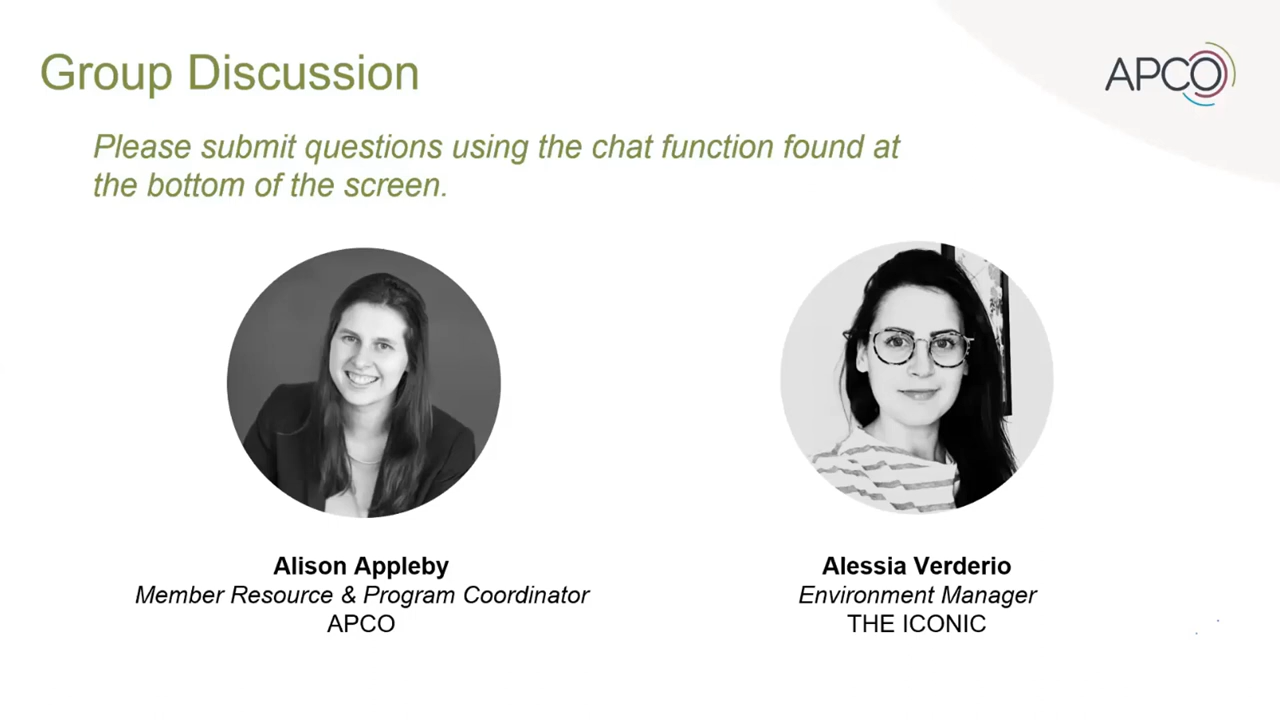 Group Discussion
APCO
Please submit questions using the chat function found at
the bottom of the screen.
Alison Appleby
Member Resource & Program Coordinator
APCO
Alessia Verderio
Environment Manager
THE ICONIC